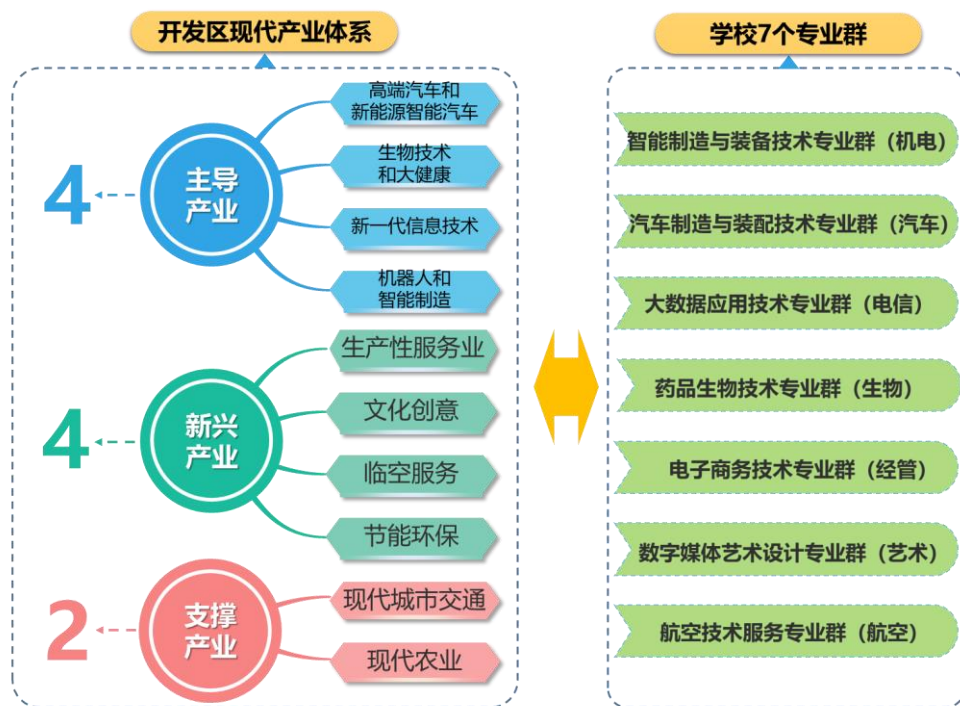 开发区现代产业体系
4
主导
产业
高端汽车和
新能源智能汽车
生物技术
和大健康
新一代信息技术
机器人和
智能制造
4
新兴
产业
生产性服务业
文化创意
临空服务
节能环保
2
支撑
产业
现代城市交通
现代农业
学校7个专业群
智能制造与装备技术专业群（机电）
汽车制造与装配技术专业群（汽车）
大数据应用技术专业群（电信）
药品生物技术专业群（生物）
电子商务技术专业群（经管）
数字媒体艺术设计专业群（艺术）
航空技术服务专业群（航空）